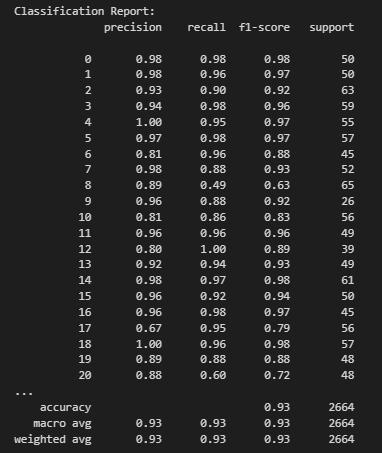 Classification Report:
precision recall f1-score support
0 0.98 0.98 0.98 50
1 0.98 0.96 0.97 50
2 0.93 0.90 0.92 63
3 0.94 0.98 0.96 59
4 1.00 0.95 0.97 55
5 0.97 0.98 0.97 57
6 0.81 0.96 0.88 45
7 0.98 0.88 0.93 52
8 0.89 0.49 0.63 65
9 0.96 0.88 0.92 26
10 0.81 0.86 0.83 56
11 0.96 0.96 0.96 49
12 0.80 1.00 0.89 39
13 0.92 0.94 0.93 49
14 0.98 0.97 0.98 61
15 0.96 0.92 0.94 50
16 0.96 0.98 0.97 45
17 0.67 0.95 0.79 56
18 1.00 0.96 0.98 57
19 0.89 0.88 0.88 48
20 0.88 0.60 0.72 48
...
accuracy 0.93 2664
macro avg 0.93 0.93 0.93 2664
weighted avg 0.93 0.93 0.93 2664